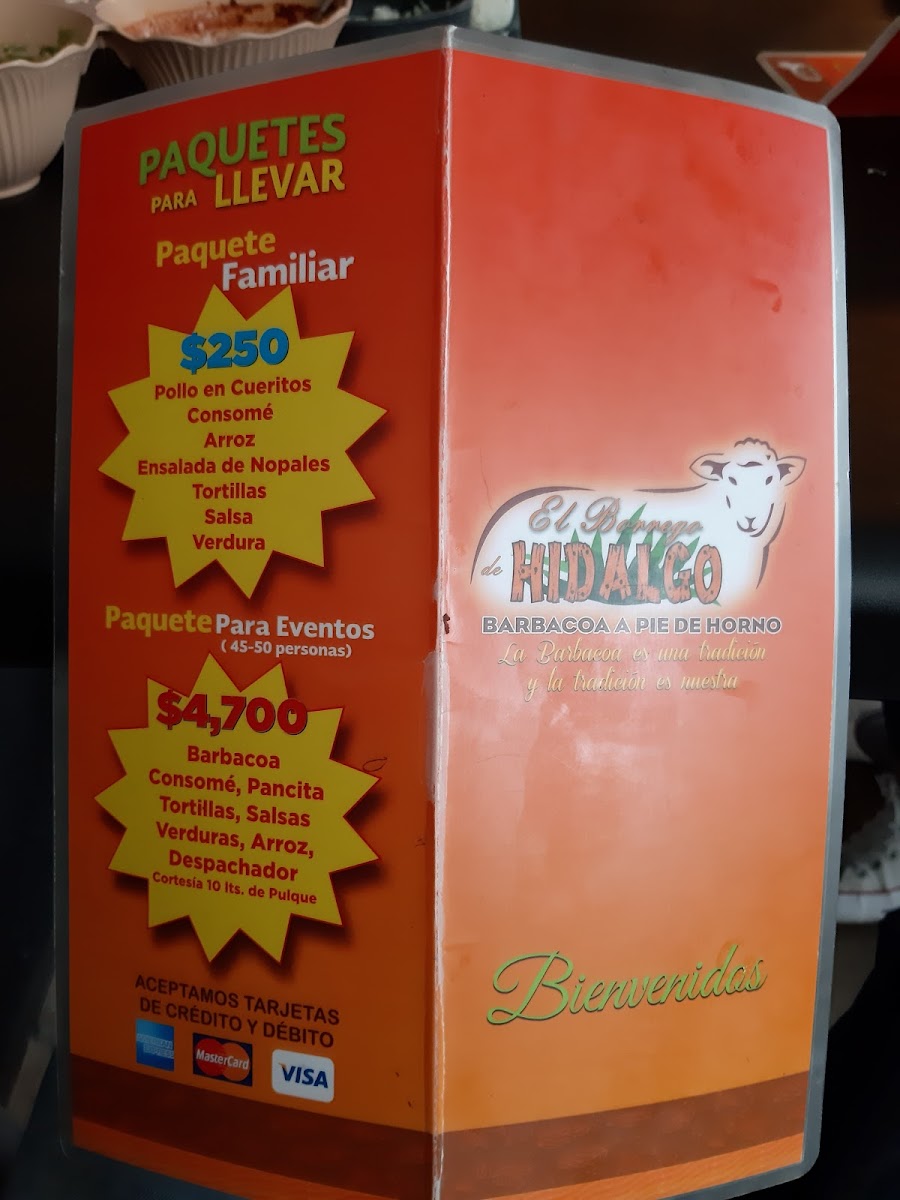 PAQUETES
PARA LLEVAR
Paquete
Familiar
$250
Pollo en Cueritos
Consomé
Arroz
Ensalada de Nopales
Tortillas
Salsa
Verdura
Paquete Para Eventos
( 45-50 personas)
$4,700
Barbacoa
Consomé, Pancita
Tortillas, Salsas
Verduras, Arroz,
Despachador
Cortesía 10 lts. de Pulque
ACEPTAMOS TARJETAS
DE CRÉDITO Y DÉBITO
AMERICAN EXPRESS
MasterCard
VISA
El Borrego
de HIDALGO
BARBACOA A PIE DE HORNO
La Barbacoa es una tradición
y la tradición es nuestra
Bienvenidos